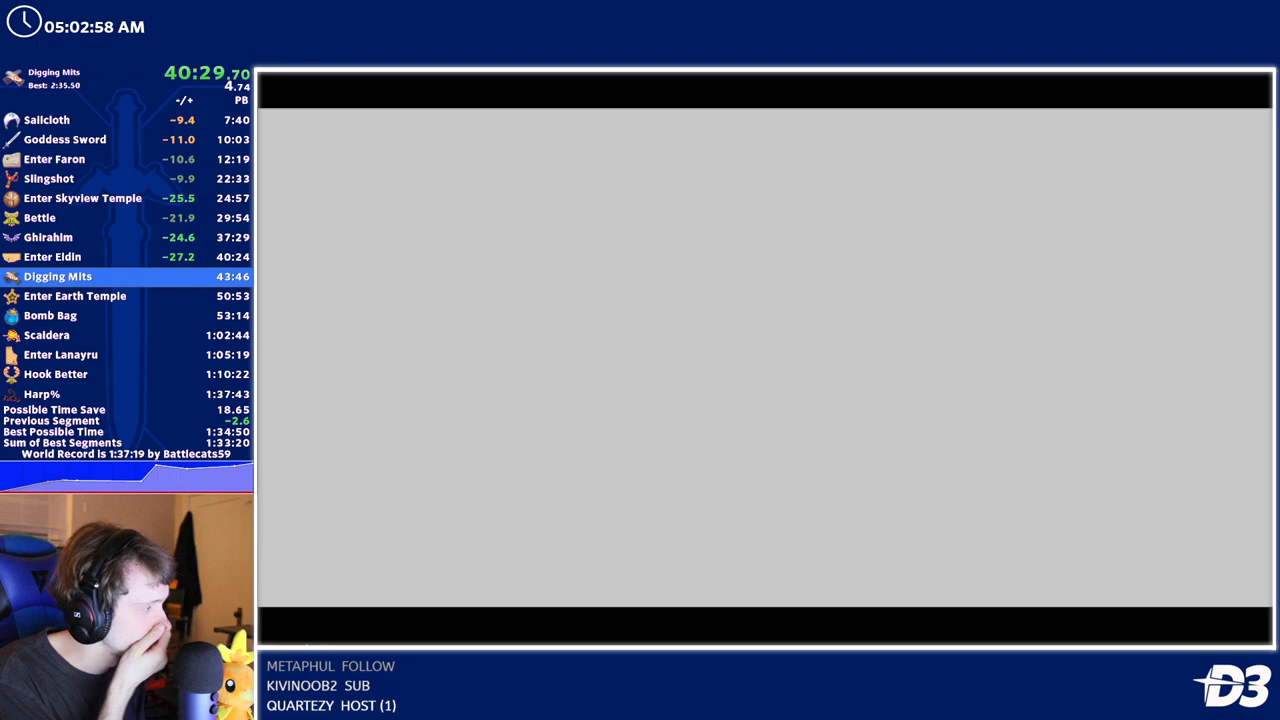 05:02:58 AM
Digging Mits 40:29.70
Best: 2:35.50 4.74
-/+ PB
Sailcloth -9.4 7:40
Goddess Sword -11.0 10:03
Enter Faron -10.6 12:19
Slingshot -9.9 22:33
Enter Skyview Temple -25.5 24:57
Bettle -21.9 29:54
Ghirahim -24.6 37:29
Enter Eldin -27.2 40:24
Digging Mits 43:46
Enter Earth Temple 50:53
Bomb Bag 53:14
Scaldera 1:02:44
Enter Lanayru 1:05:19
Hook Better 1:10:22
Harp% 1:37:43
Possible Time Save 18.65
Previous Segment -2.6
Best Possible Time 1:34:50
Sum of Best Segments 1:33:20
World Record is 1:37:19 by Battlecats59
METAPHUL FOLLOW
KIVINOOB2 SUB
QUARTEZY HOST (1)
D3